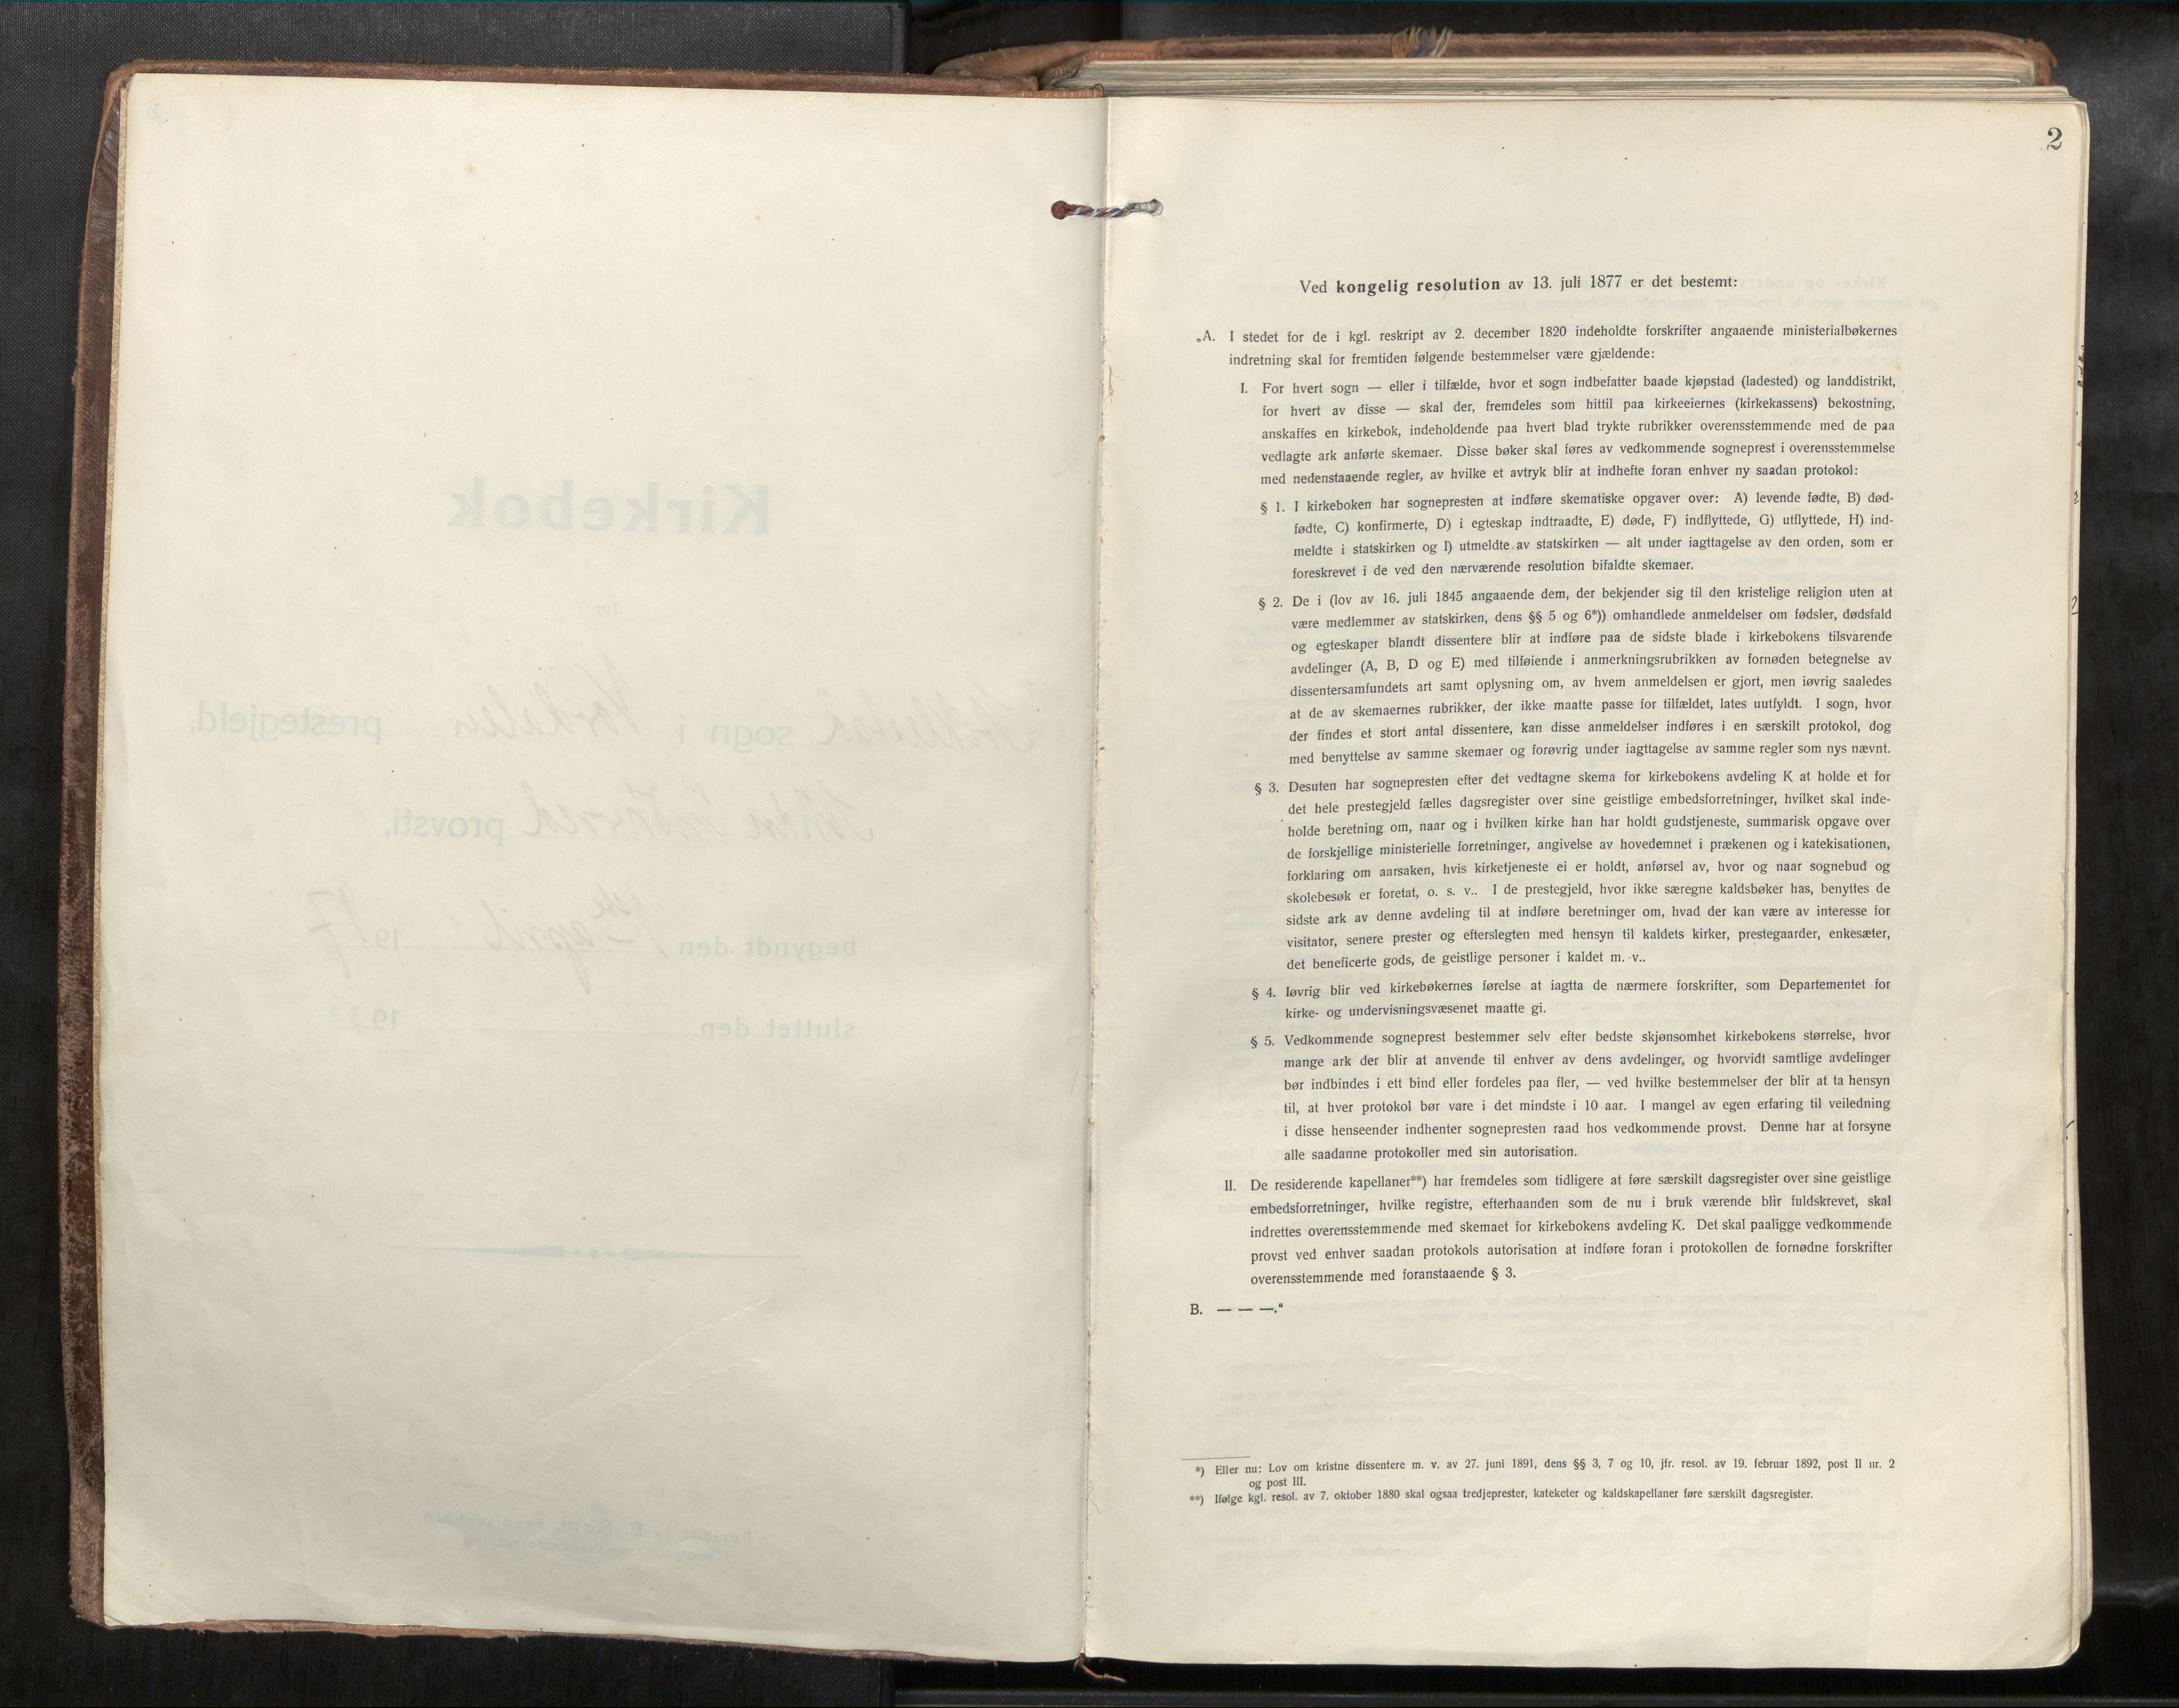 Kirkebok
for
sogn i Værdalen prestegjeld,
provsti,
begyndt den 1ste april 1917
sluttet den 19
2
Ved kongelig resolution av 13. juli 1877 er det bestemt:
„A. I stedet for de i kgl. reskript av 2. december 1820 indeholdte forskrifter angaaende ministerialbøkernes
indretning skal for fremtiden følgende bestemmelser være gjældende:
I. For hvert sogn — eller i tilfælde, hvor et sogn indbefatter baade kjøpstad (ladested) og landdistrikt,
for hvert av disse — skal der, fremdeles som hittil paa kirkeeiernes (kirkekassens) bekostning,
anskaffes en kirkebok, indeholdende paa hvert blad trykte rubrikker overensstemmende med de paa
vedlagte ark anførte skemaer. Disse bøker skal føres av vedkommende sogneprest i overensstemmelse
med nedenstaaende regler, av hvilke et avtryk blir at indhefte foran enhver ny saadan protokol:
§ 1. I kirkeboken har sognepresten at indføre skematiske opgaver over: A) levende fødte, B) død-
fødte, C) konfirmerte, D) i egteskap indtraadte, E) døde, F) indflyttede, G) utflyttede, H) ind-
meldte i statskirken og I) utmeldte av statskirken — alt under iagttagelse av den orden, som er
foreskrevet i de ved den nærværende resolution bifaldte skemaer.
§ 2. De i (lov av 16. juli 1845 angaaende dem, der bekjender sig til den kristelige religion uten at
være medlemmer av statskirken, dens §§ 5 og 6*)) omhandlede anmeldelser om fødsler, dødsfald
og egteskaper blandt dissentere blir at indføre paa de sidste blade i kirkebokens tilsvarende
avdelinger (A, B, D og E) med tilføiende i anmerkningsrubrikken av fornøden betegnelse av
dissentersamfundets art samt oplysning om, av hvem anmeldelsen er gjort, men iøvrig saaledes
at de av skemaernes rubrikker, der ikke maatte passe for tilfældet, lates uutfyldt. I sogn, hvor
der findes et stort antal dissentere, kan disse anmeldelser indføres i en særskilt protokol, dog
med benyttelse av samme skemaer og forøvrig under iagttagelse av samme regler som nys nævnt.
§ 3. Desuten har sognepresten efter det vedtagne skema for kirkebokens avdeling K at holde et for
det hele prestegjeld fælles dagsregister over sine geistlige embedsforretninger, hvilket skal inde-
holde beretning om, naar og i hvilken kirke han har holdt gudstjeneste, summarisk opgave over
de forskjellige ministerielle forretninger, angivelse av hovedemnet i prækenen og i katekisationen,
forklaring om aarsaken, hvis kirketjeneste ei er holdt, anførsel av, hvor og naar sognebud og
skolebesøk er foretat, o. s. v.. I de prestegjeld, hvor ikke særegne kaldsbøker has, benyttes de
sidste ark av denne avdeling til at indføre beretninger om, hvad der kan være av interesse for
visitator, senere prester og efterslegten med hensyn til kaldets kirker, prestegaarder, enkesæter,
det beneficerte gods, de geistlige personer i kaldet m. v..
§ 4. Iøvrig blir ved kirkebøkernes førelse at iagtta de nærmere forskrifter, som Departementet for
kirke- og undervisningsvæsenet maatte gi.
§ 5. Vedkommende sogneprest bestemmer selv efter bedste skjønsomhet kirkebokens størrelse, hvor
mange ark der blir at anvende til enhver av dens avdelinger, og hvorvidt samtlige avdelinger
bør indbindes i ett bind eller fordeles paa fler, — ved hvilke bestemmelser der blir at ta hensyn
til, at hver protokol bør vare i det mindste i 10 aar. I mangel av egen erfaring til veiledning
i disse henseender indhenter sognepresten raad hos vedkommende provst. Denne har at forsyne
alle saadanne protokoller med sin autorisation.
II. De residerende kapellaner**) har fremdeles som tidligere at føre særskilt dagsregister over sine geistlige
embedsforretninger, hvilke registre, efterhaanden som de nu i bruk værende blir fuldskrevet, skal
indrettes overensstemmende med skemaet for kirkebokens avdeling K. Det skal paaligge vedkommende
provst ved enhver saadan protokols autorisation at indføre foran i protokollen de fornødne forskrifter
overensstemmende med foranstaaende § 3.
B. — — —.“
*) Eller nu: Lov om kristne dissentere m. v. av 27. juni 1891, dens §§ 3, 7 og 10, jfr. resol. av 19. februar 1892, post II nr. 2
og post III.
**) Ifølge kgl. resol. av 7. oktober 1880 skal ogsaa tredjeprester, kateketer og kaldskapellaner føre særskilt dagsregister.